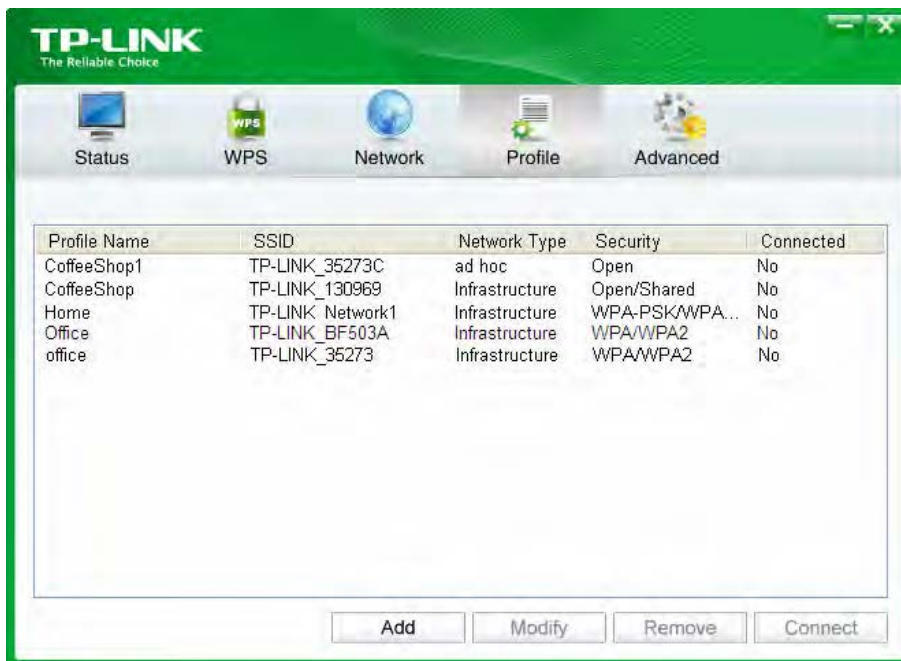 TP-LINK
The Reliable Choice
WPS
Status WPS Network Profile Advanced
Profile Name SSID Network Type Security Connected
CoffeeShop1 TP-LINK_35273C ad hoc Open No
CoffeeShop TP-LINK_130969 Infrastructure Open/Shared No
Home TP-LINK_Network1 Infrastructure WPA-PSK/WPA... No
Office TP-LINK_BF503A Infrastructure WPA/WPA2 No
office TP-LINK_35273 Infrastructure WPA/WPA2 No
Add Modify Remove Connect